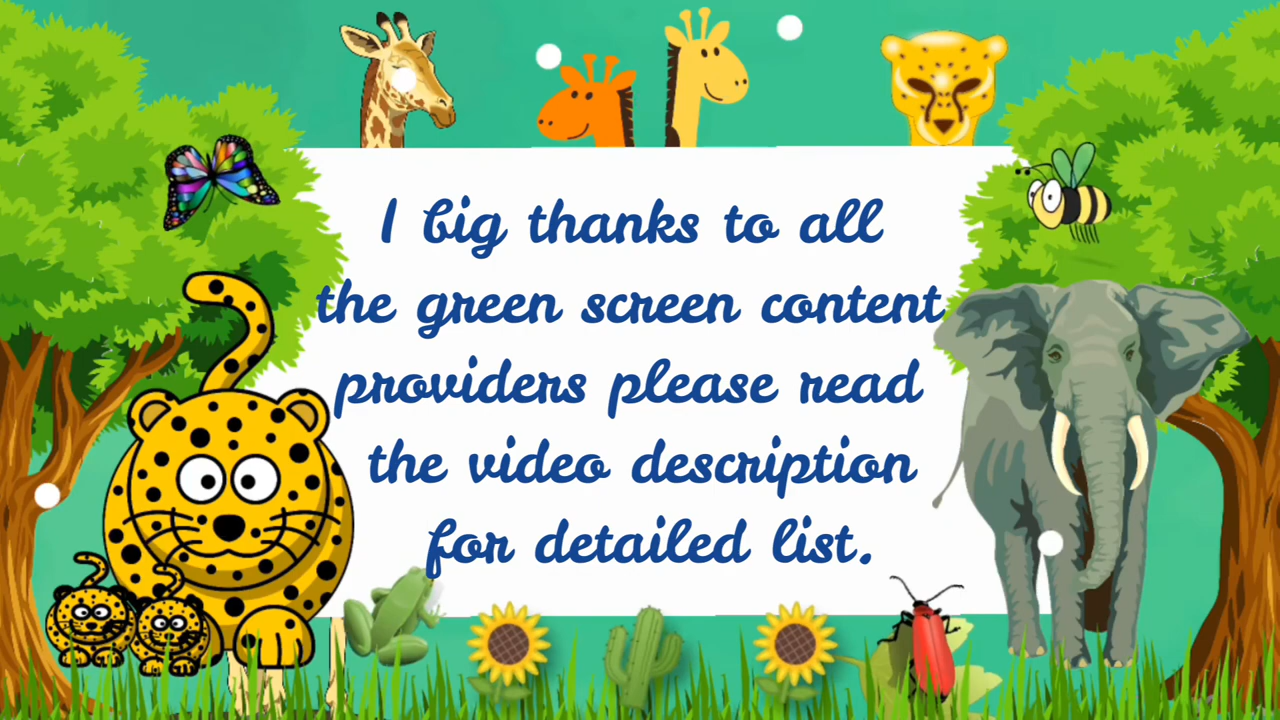 I big thanks to all
the green screen content
providers please read
the video description
for detailed list.